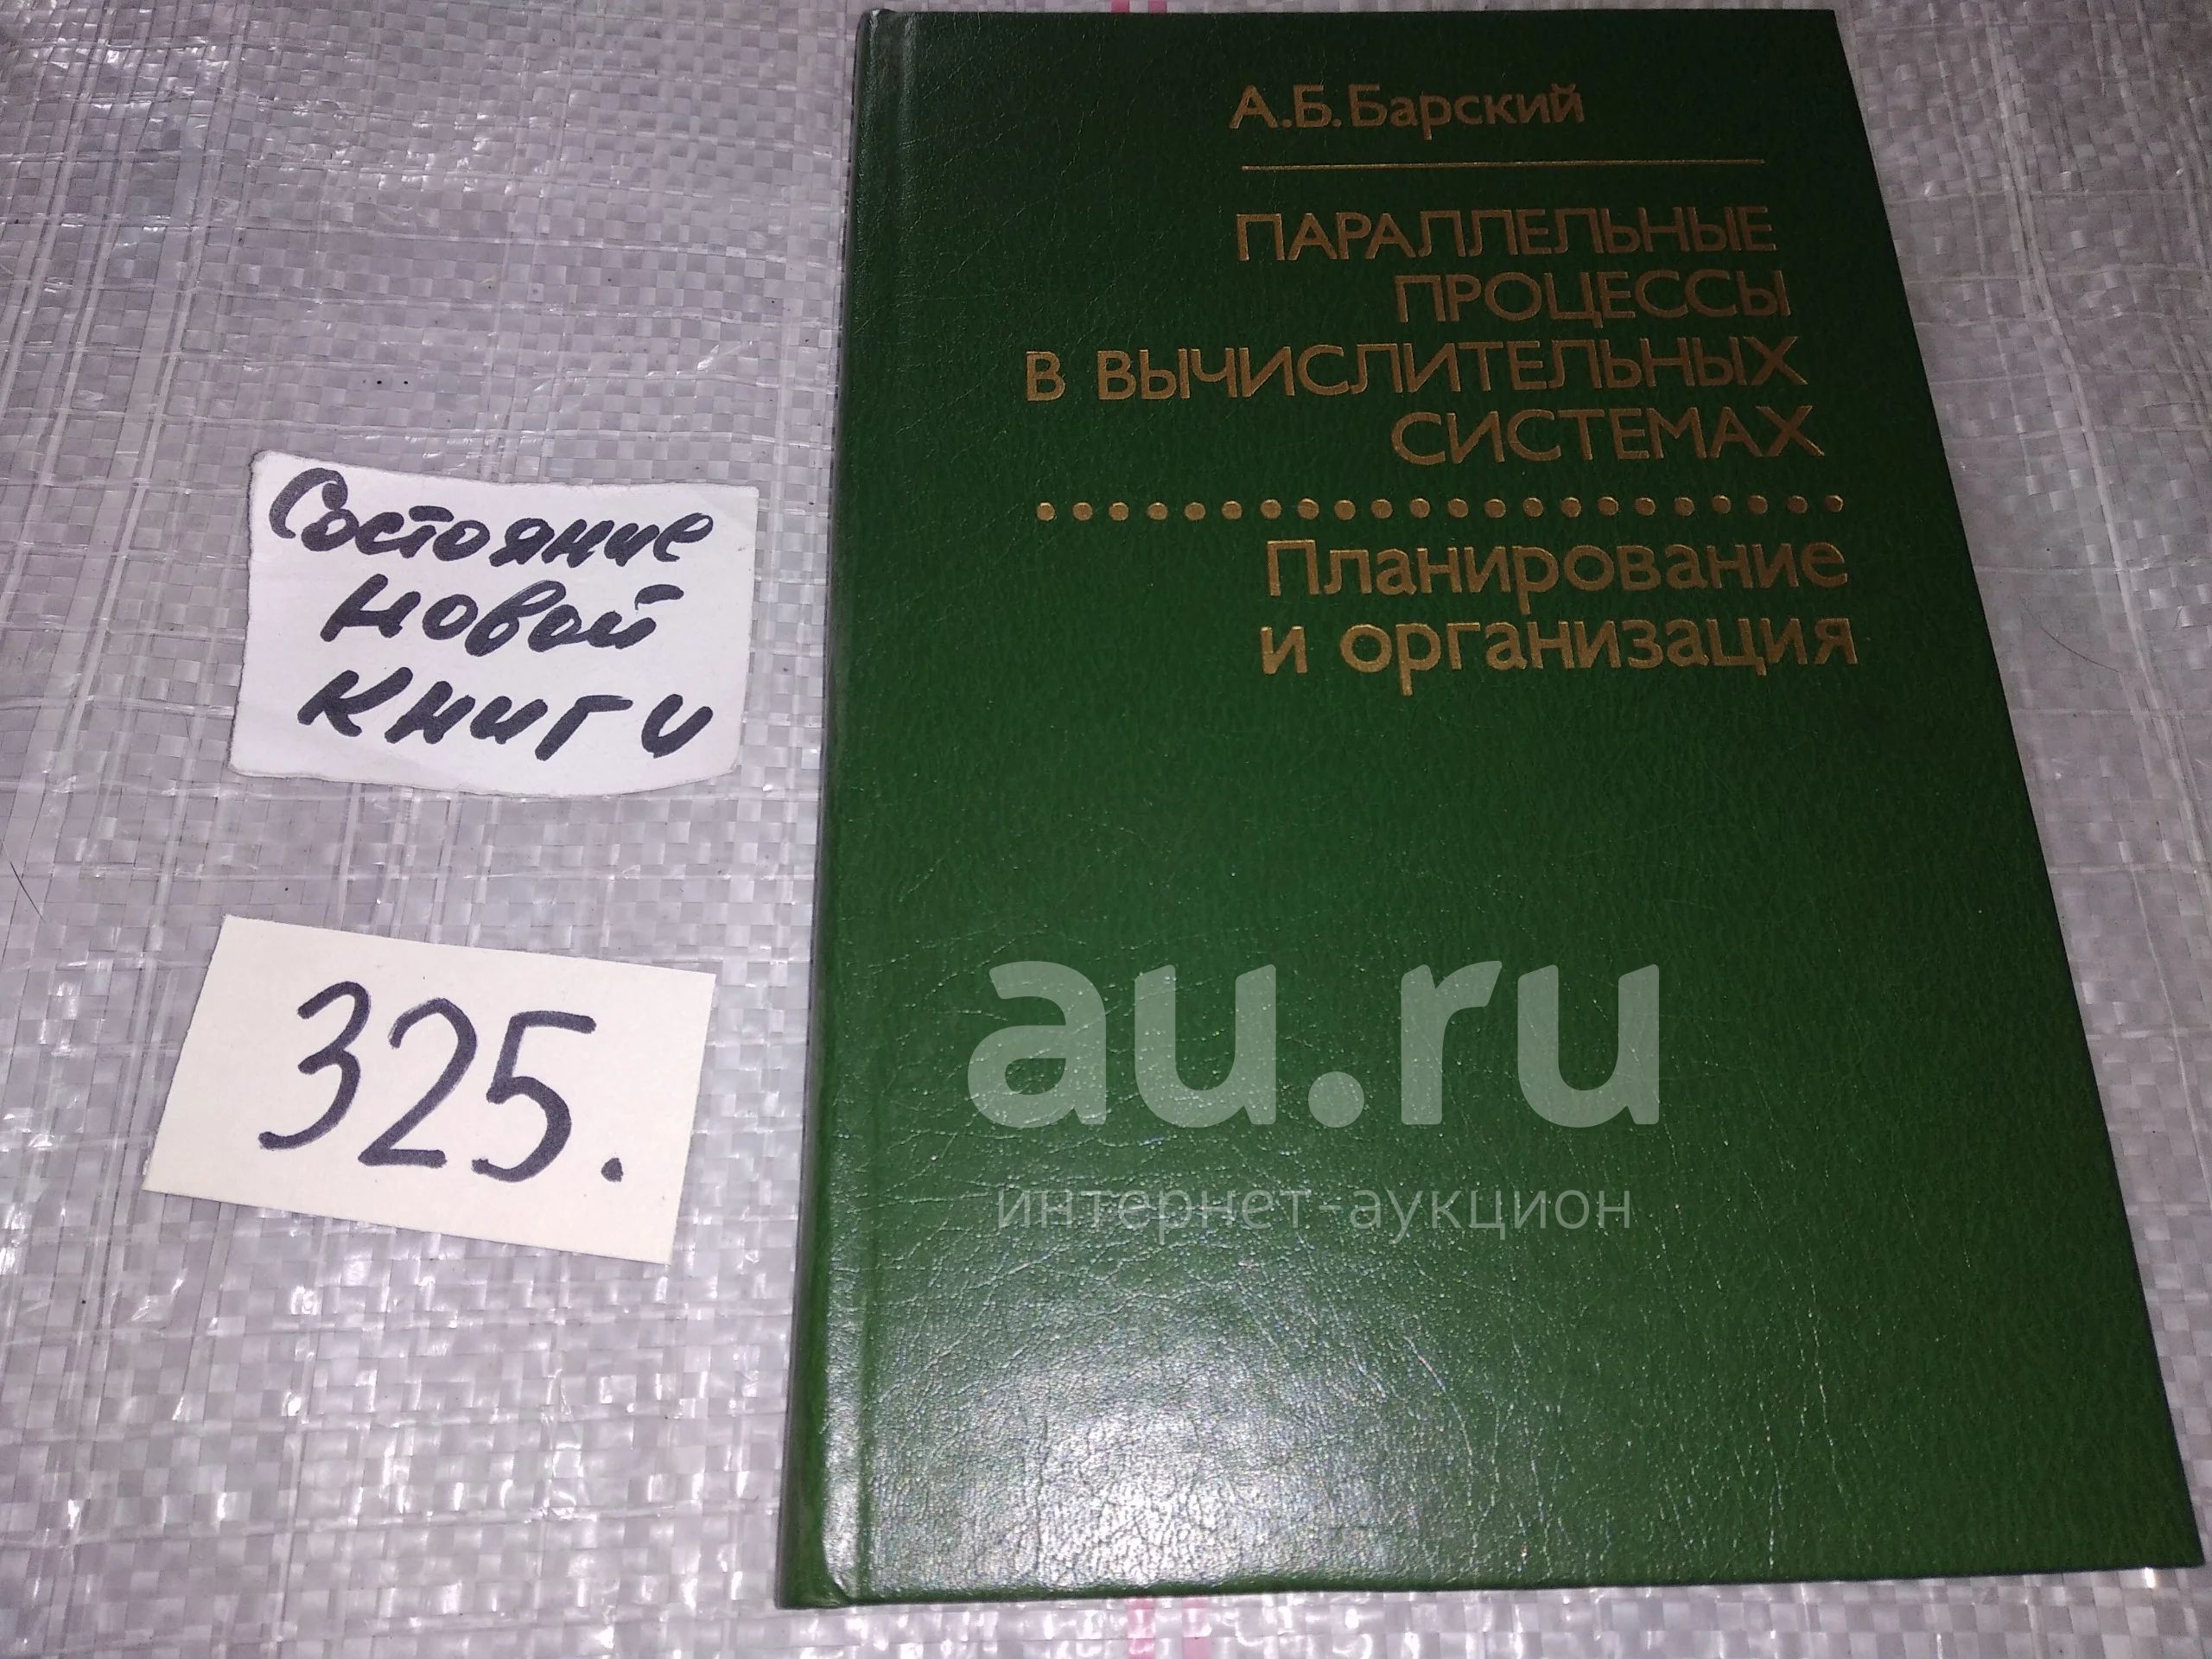 А.Б.Барский
ПАРАЛЛЕЛЬНЫЕ
ПРОЦЕССЫ
В ВЫЧИСЛИТЕЛЬНЫХ
СИСТЕМАХ
Планирование
и организация
Состояние
новой
книги
325.
au.ru
интернет-аукцион